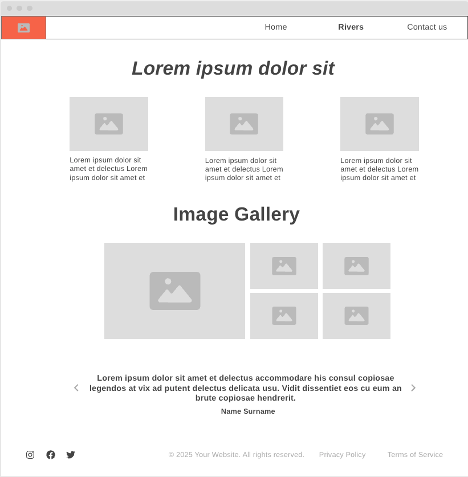 Home Rivers Contact us
Lorem ipsum dolor sit
Lorem ipsum dolor sit
amet et delectus Lorem
ipsum dolor sit amet et
Lorem ipsum dolor sit
amet et delectus Lorem
ipsum dolor sit amet et
Lorem ipsum dolor sit
amet et delectus Lorem
ipsum dolor sit amet et
Image Gallery
Lorem ipsum dolor sit amet et delectus accommodare his consul copiosae
legendos at vix ad putent delectus delicata usu. Vidit dissentiet eos cu eum an
brute copiosae hendrerit.
Name Surname
© 2025 Your Website. All rights reserved. Privacy Policy Terms of Service